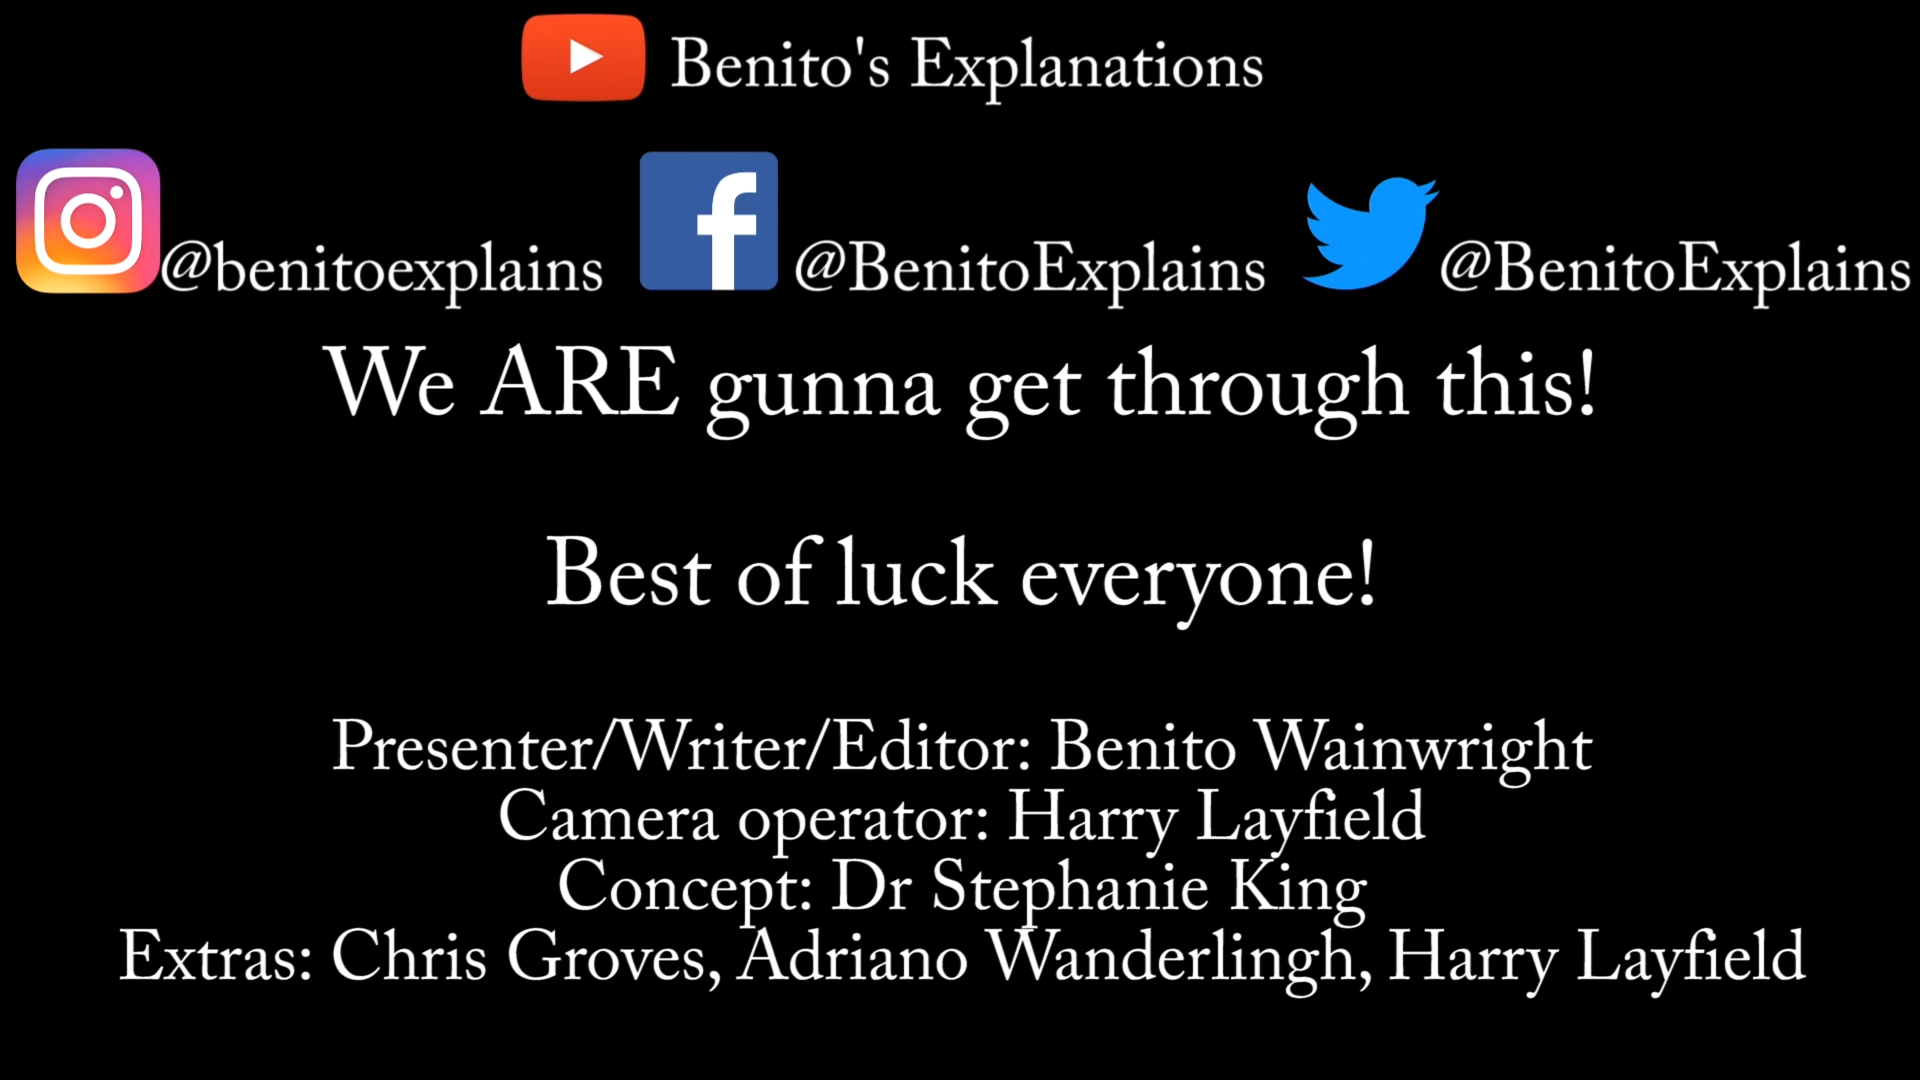 Benito's Explanations
@benitoexplains @BenitoExplains @BenitoExplains
We ARE gunna get through this!
Best of luck everyone!
Presenter/Writer/Editor: Benito Wainwright
Camera operator: Harry Layfield
Concept: Dr Stephanie King
Extras: Chris Groves, Adriano Wanderlingh, Harry Layfield